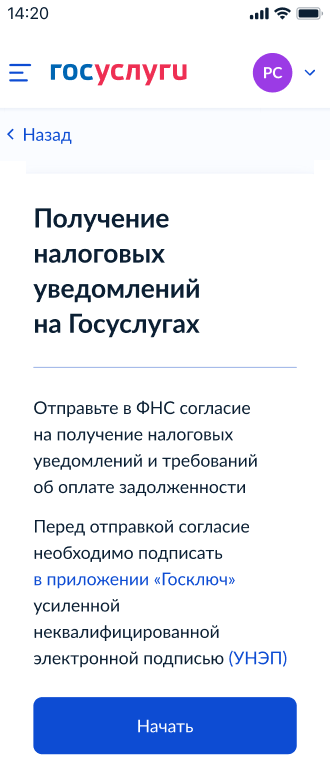 14:20
госуслуги
РС
Назад
Получение
налоговых
уведомлений
на Госуслугах
Отправьте в ФНС согласие
на получение налоговых
уведомлений и требований
об оплате задолженности
Перед отправкой согласие
необходимо подписать
в приложении «Госключ»
усиленной
неквалифицированной
электронной подписью (УНЭП)
Начать